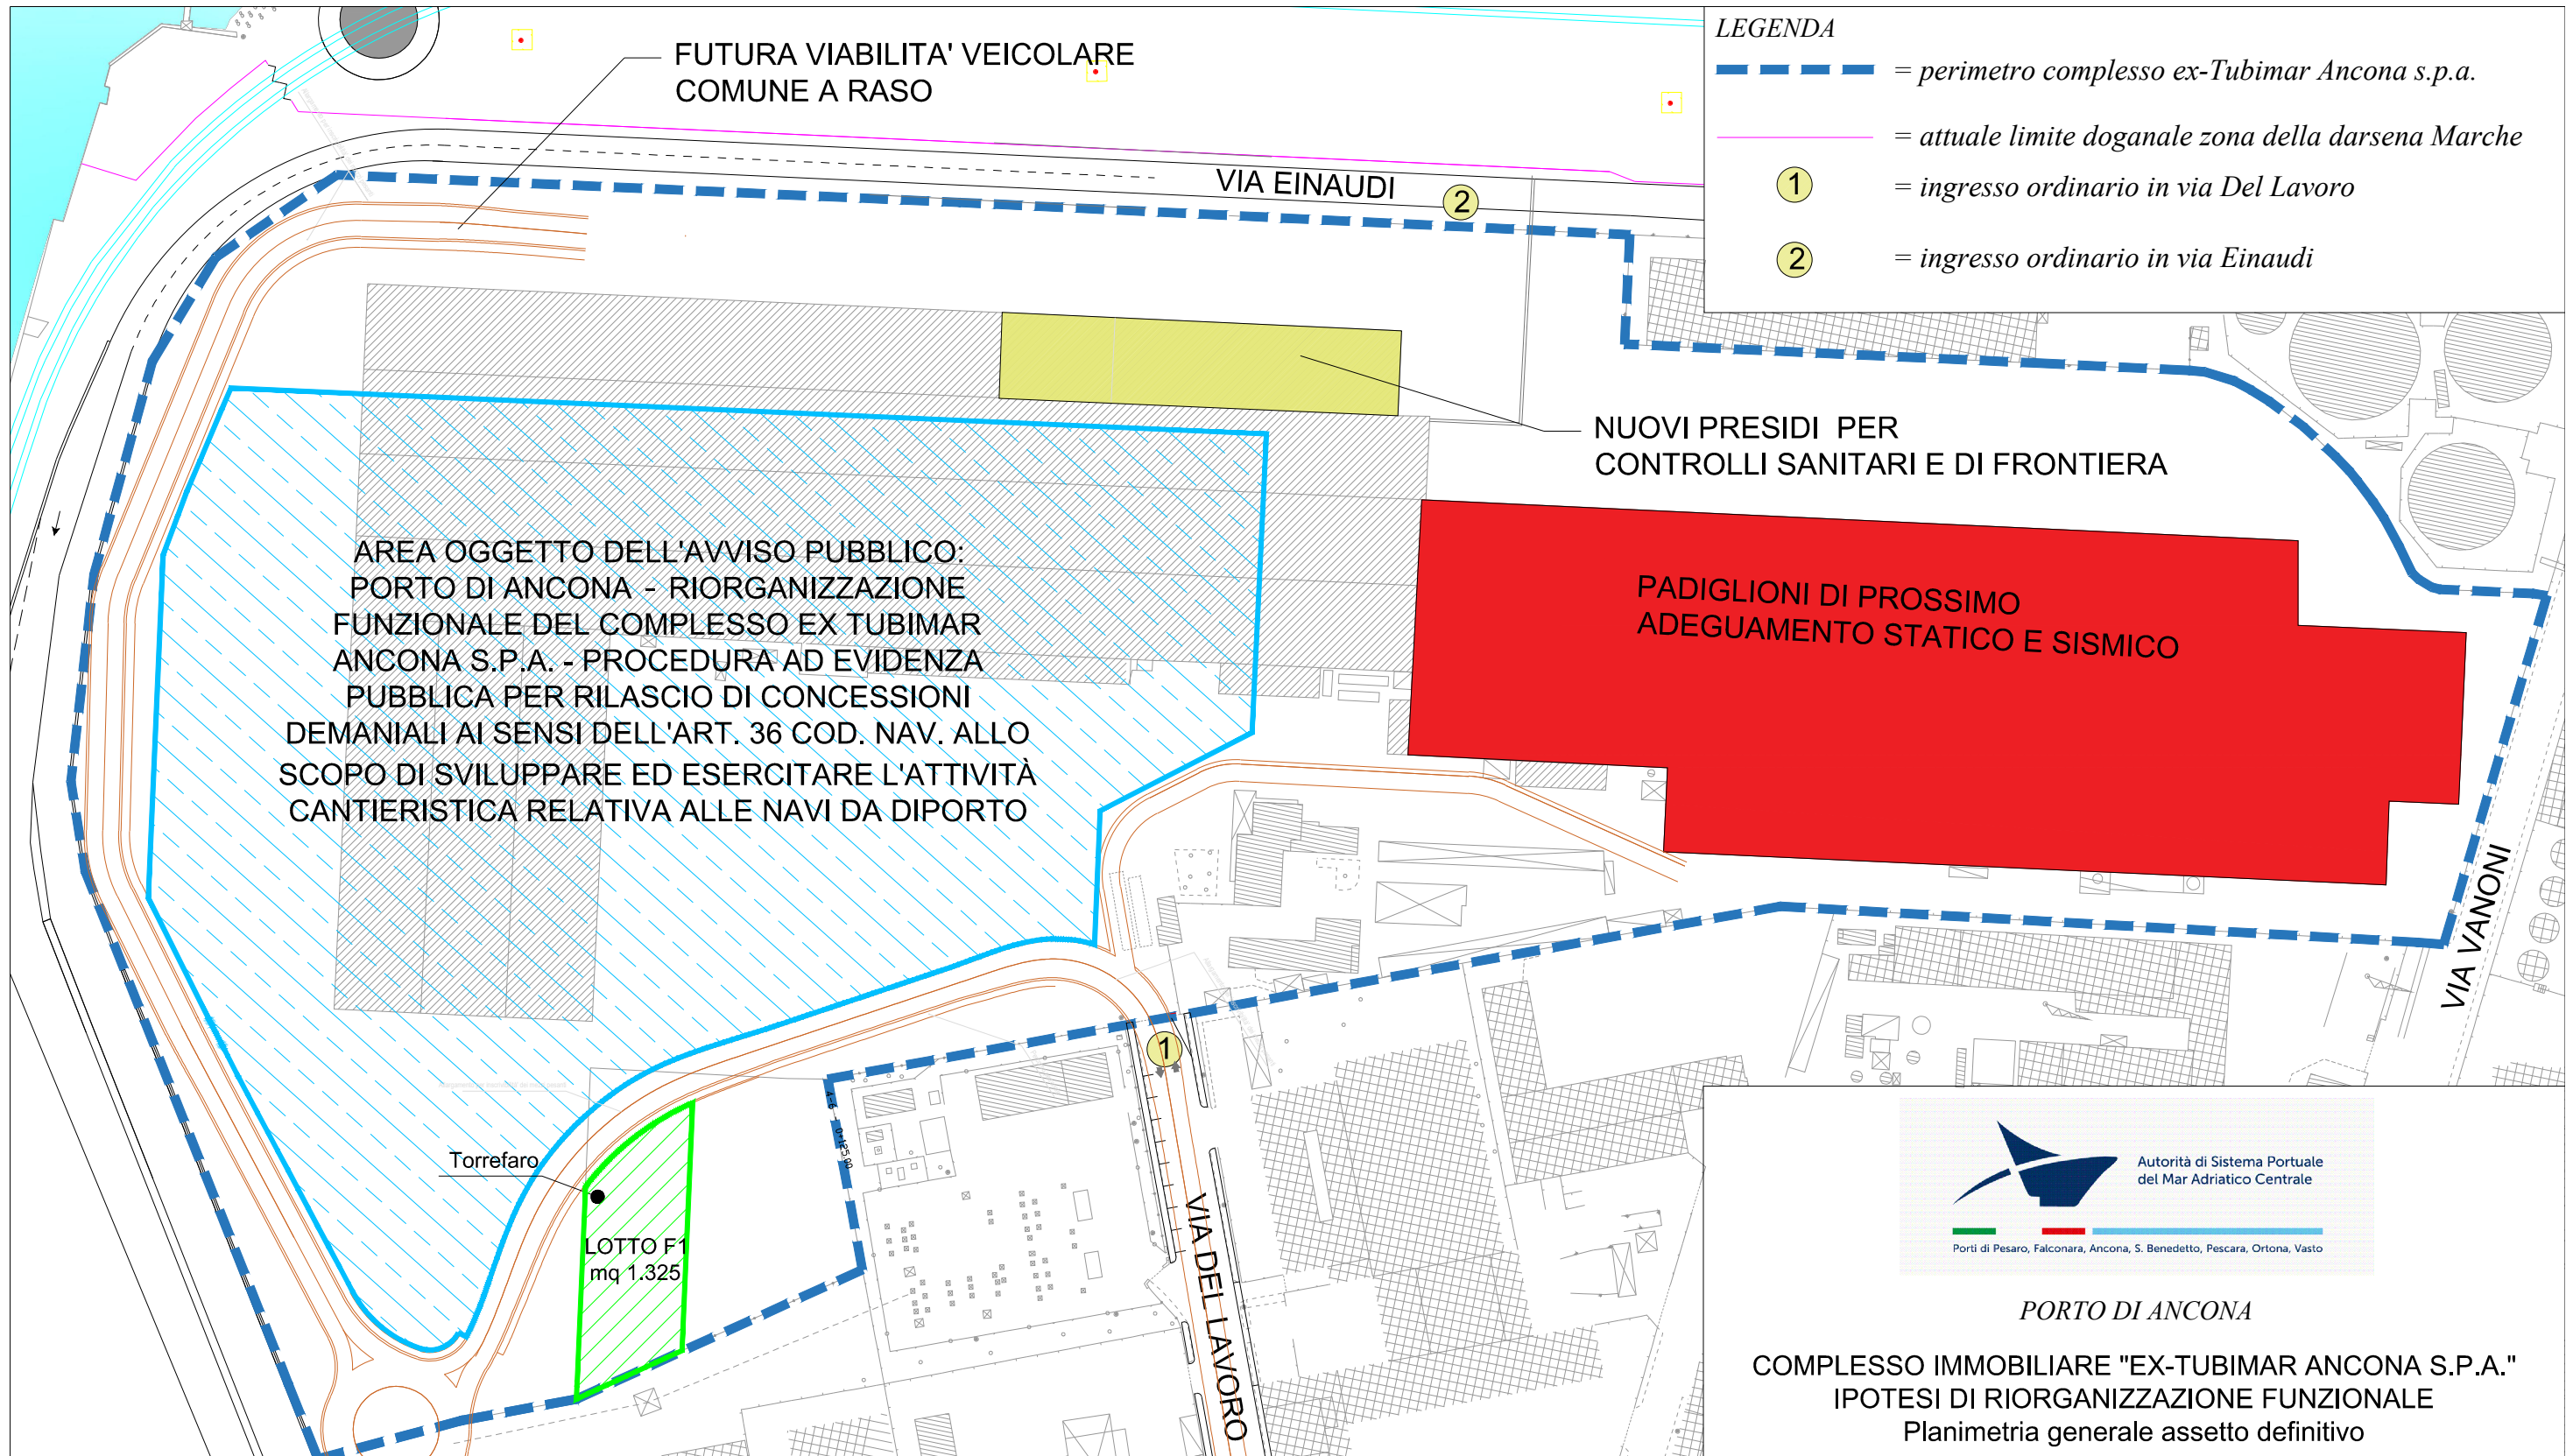 FUTURA VIABILITA' VEICOLARE
COMUNE A RASO
LEGENDA
= perimetro complesso ex-Tubimar Ancona s.p.a.
= attuale limite doganale zona della darsena Marche
1 = ingresso ordinario in via Del Lavoro
2 = ingresso ordinario in via Einaudi
VIA EINAUDI
2
NUOVI PRESIDI PER
CONTROLLI SANITARI E DI FRONTIERA
AREA OGGETTO DELL'AVVISO PUBBLICO:
PORTO DI ANCONA - RIORGANIZZAZIONE
FUNZIONALE DEL COMPLESSO EX TUBIMAR
ANCONA S.P.A. - PROCEDURA AD EVIDENZA
PUBBLICA PER RILASCIO DI CONCESSIONI
DEMANIALI AI SENSI DELL'ART. 36 COD. NAV. ALLO
SCOPO DI SVILUPPARE ED ESERCITARE L'ATTIVITÀ
CANTIERISTICA RELATIVA ALLE NAVI DA DIPORTO
PADIGLIONI DI PROSSIMO
ADEGUAMENTO STATICO E SISMICO
VIA VANONI
1
A-6
0+125.00
Torrefaro
LOTTO F1
mq 1.325
VIA DEL LAVORO
Autorità di Sistema Portuale
del Mar Adriatico Centrale
Porti di Pesaro, Falconara, Ancona, S. Benedetto, Pescara, Ortona, Vasto
PORTO DI ANCONA
COMPLESSO IMMOBILIARE "EX-TUBIMAR ANCONA S.P.A."
IPOTESI DI RIORGANIZZAZIONE FUNZIONALE
Planimetria generale assetto definitivo